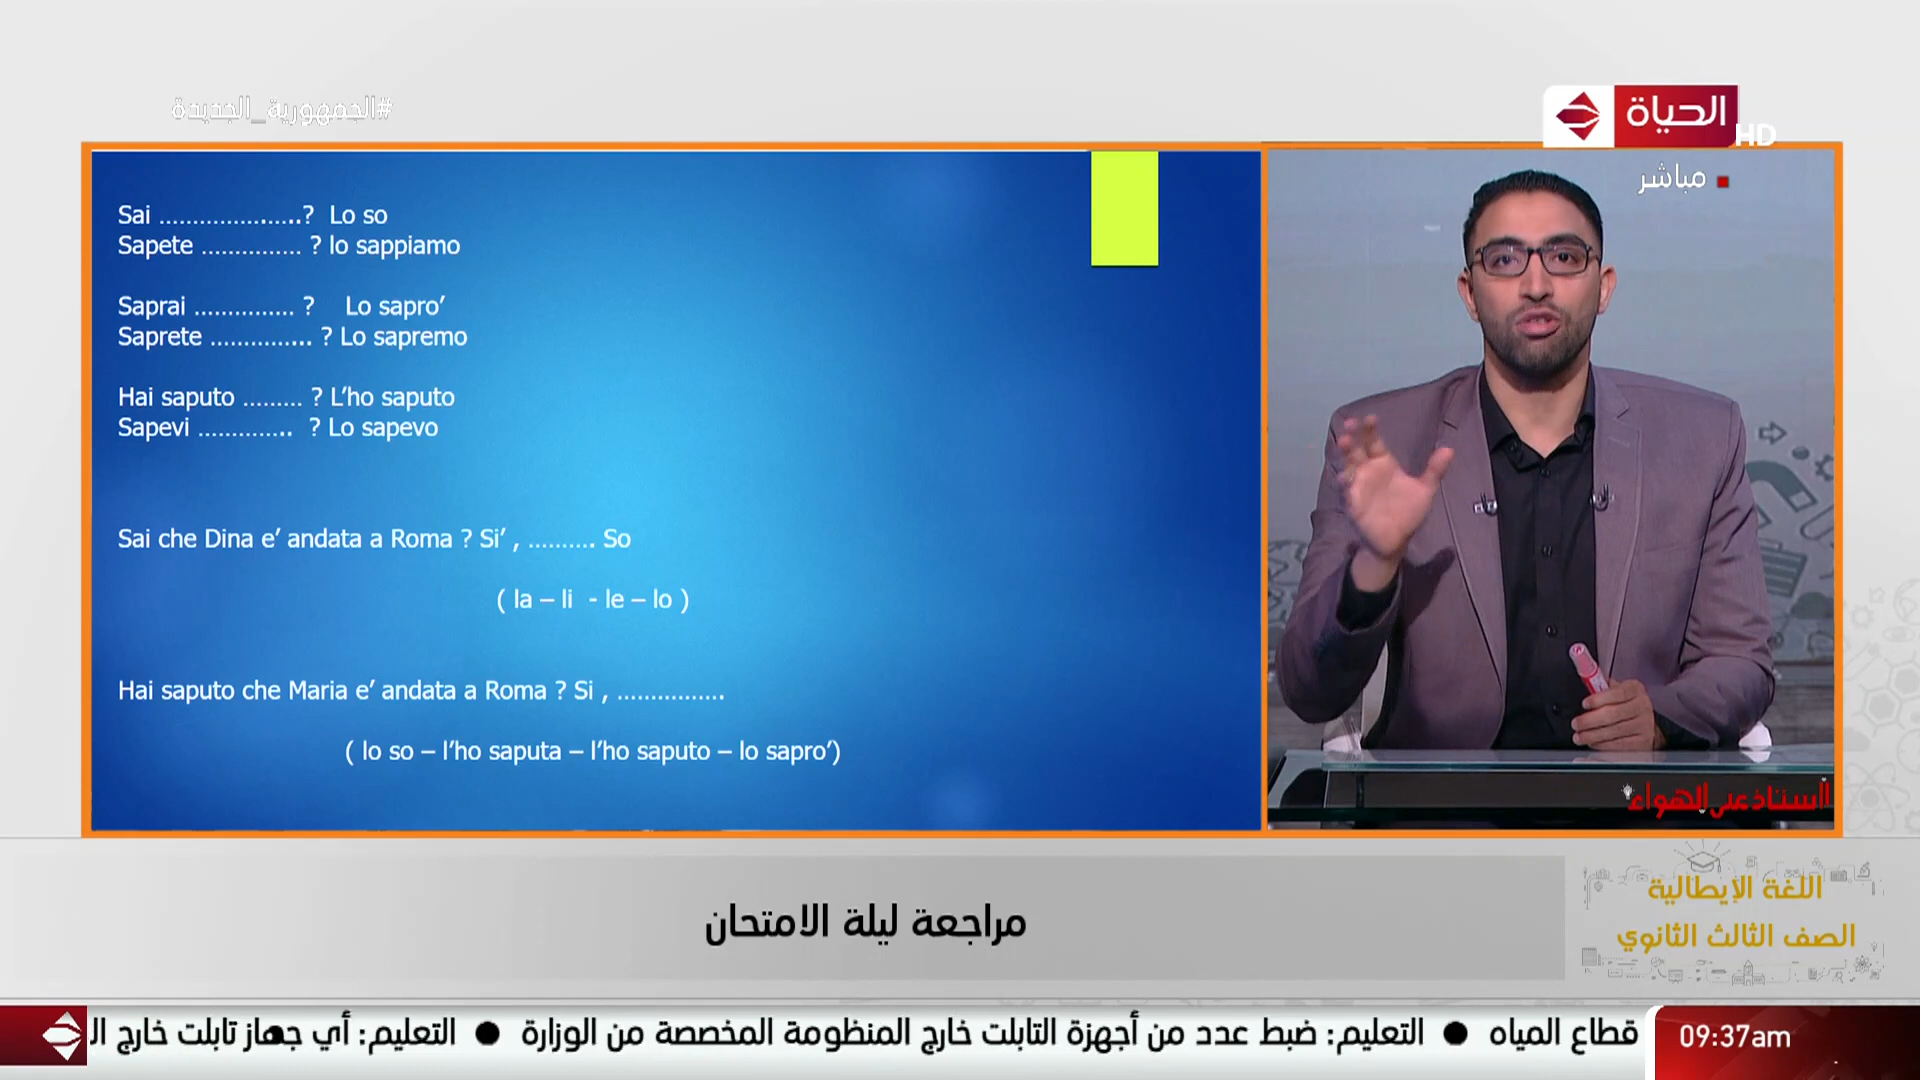 #الجمهورية_الجديدة
الحياة
HD
مباشر
Sai .....................? Lo so
Sapete ............... ? lo sappiamo
Saprai ............... ? Lo sapro’
Saprete ............... ? Lo sapremo
Hai saputo ......... ? L’ho saputo
Sapevi .............. ? Lo sapevo
Sai che Dina e’ andata a Roma ? Si’ , .......... So
( la – li - le – lo )
Hai saputo che Maria e’ andata a Roma ? Si , ................
( lo so – l’ho saputa – l’ho saputo – lo sapro’)
أستاذ على الهواء
مراجعة ليلة الامتحان
اللغة الإيطالية
الصف الثالث الثانوي
قطاع المياه ● التعليم: ضبط عدد من أجهزة التابلت خارج المنظومة المخصصة من الوزارة ● التعليم: أي جهاز تابلت خارج ال
09:37am